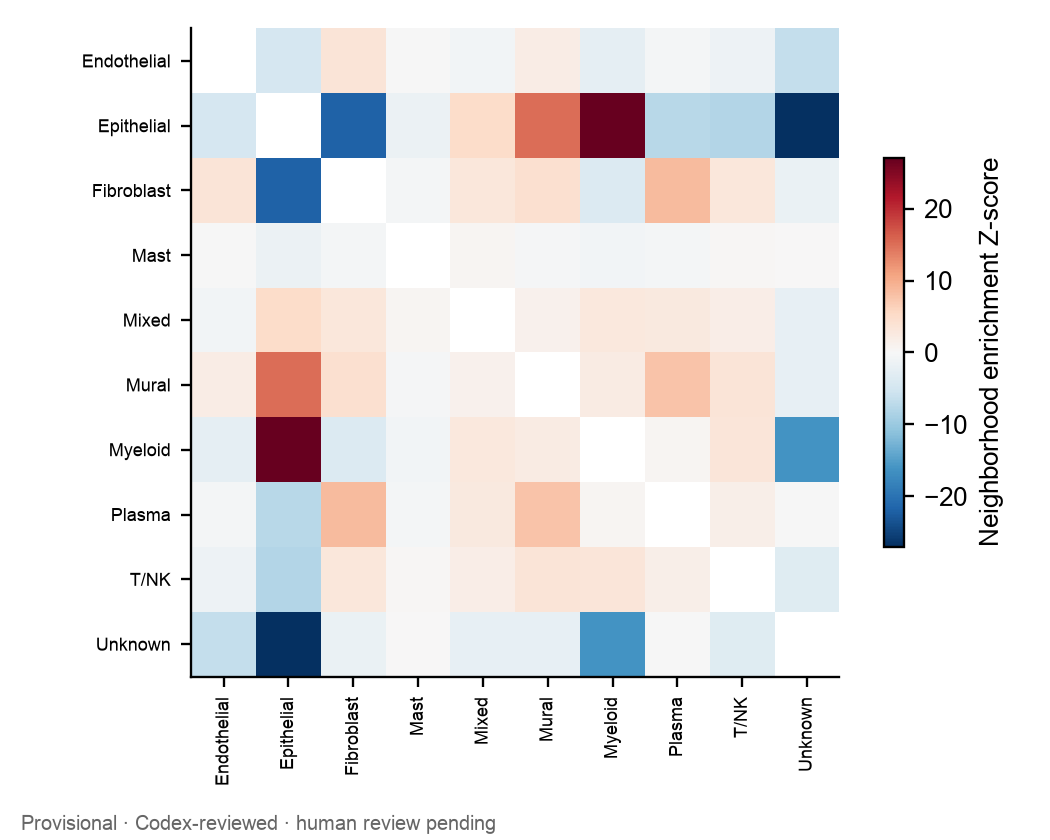 Endothelial
Epithelial
Fibroblast
Mast
Mixed
Mural
Myeloid
Plasma
T/NK
Unknown
Endothelial
Epithelial
Fibroblast
Mast
Mixed
Mural
Myeloid
Plasma
T/NK
Unknown
20
10
0
−10
−20
Neighborhood enrichment Z-score
Provisional · Codex-reviewed · human review pending